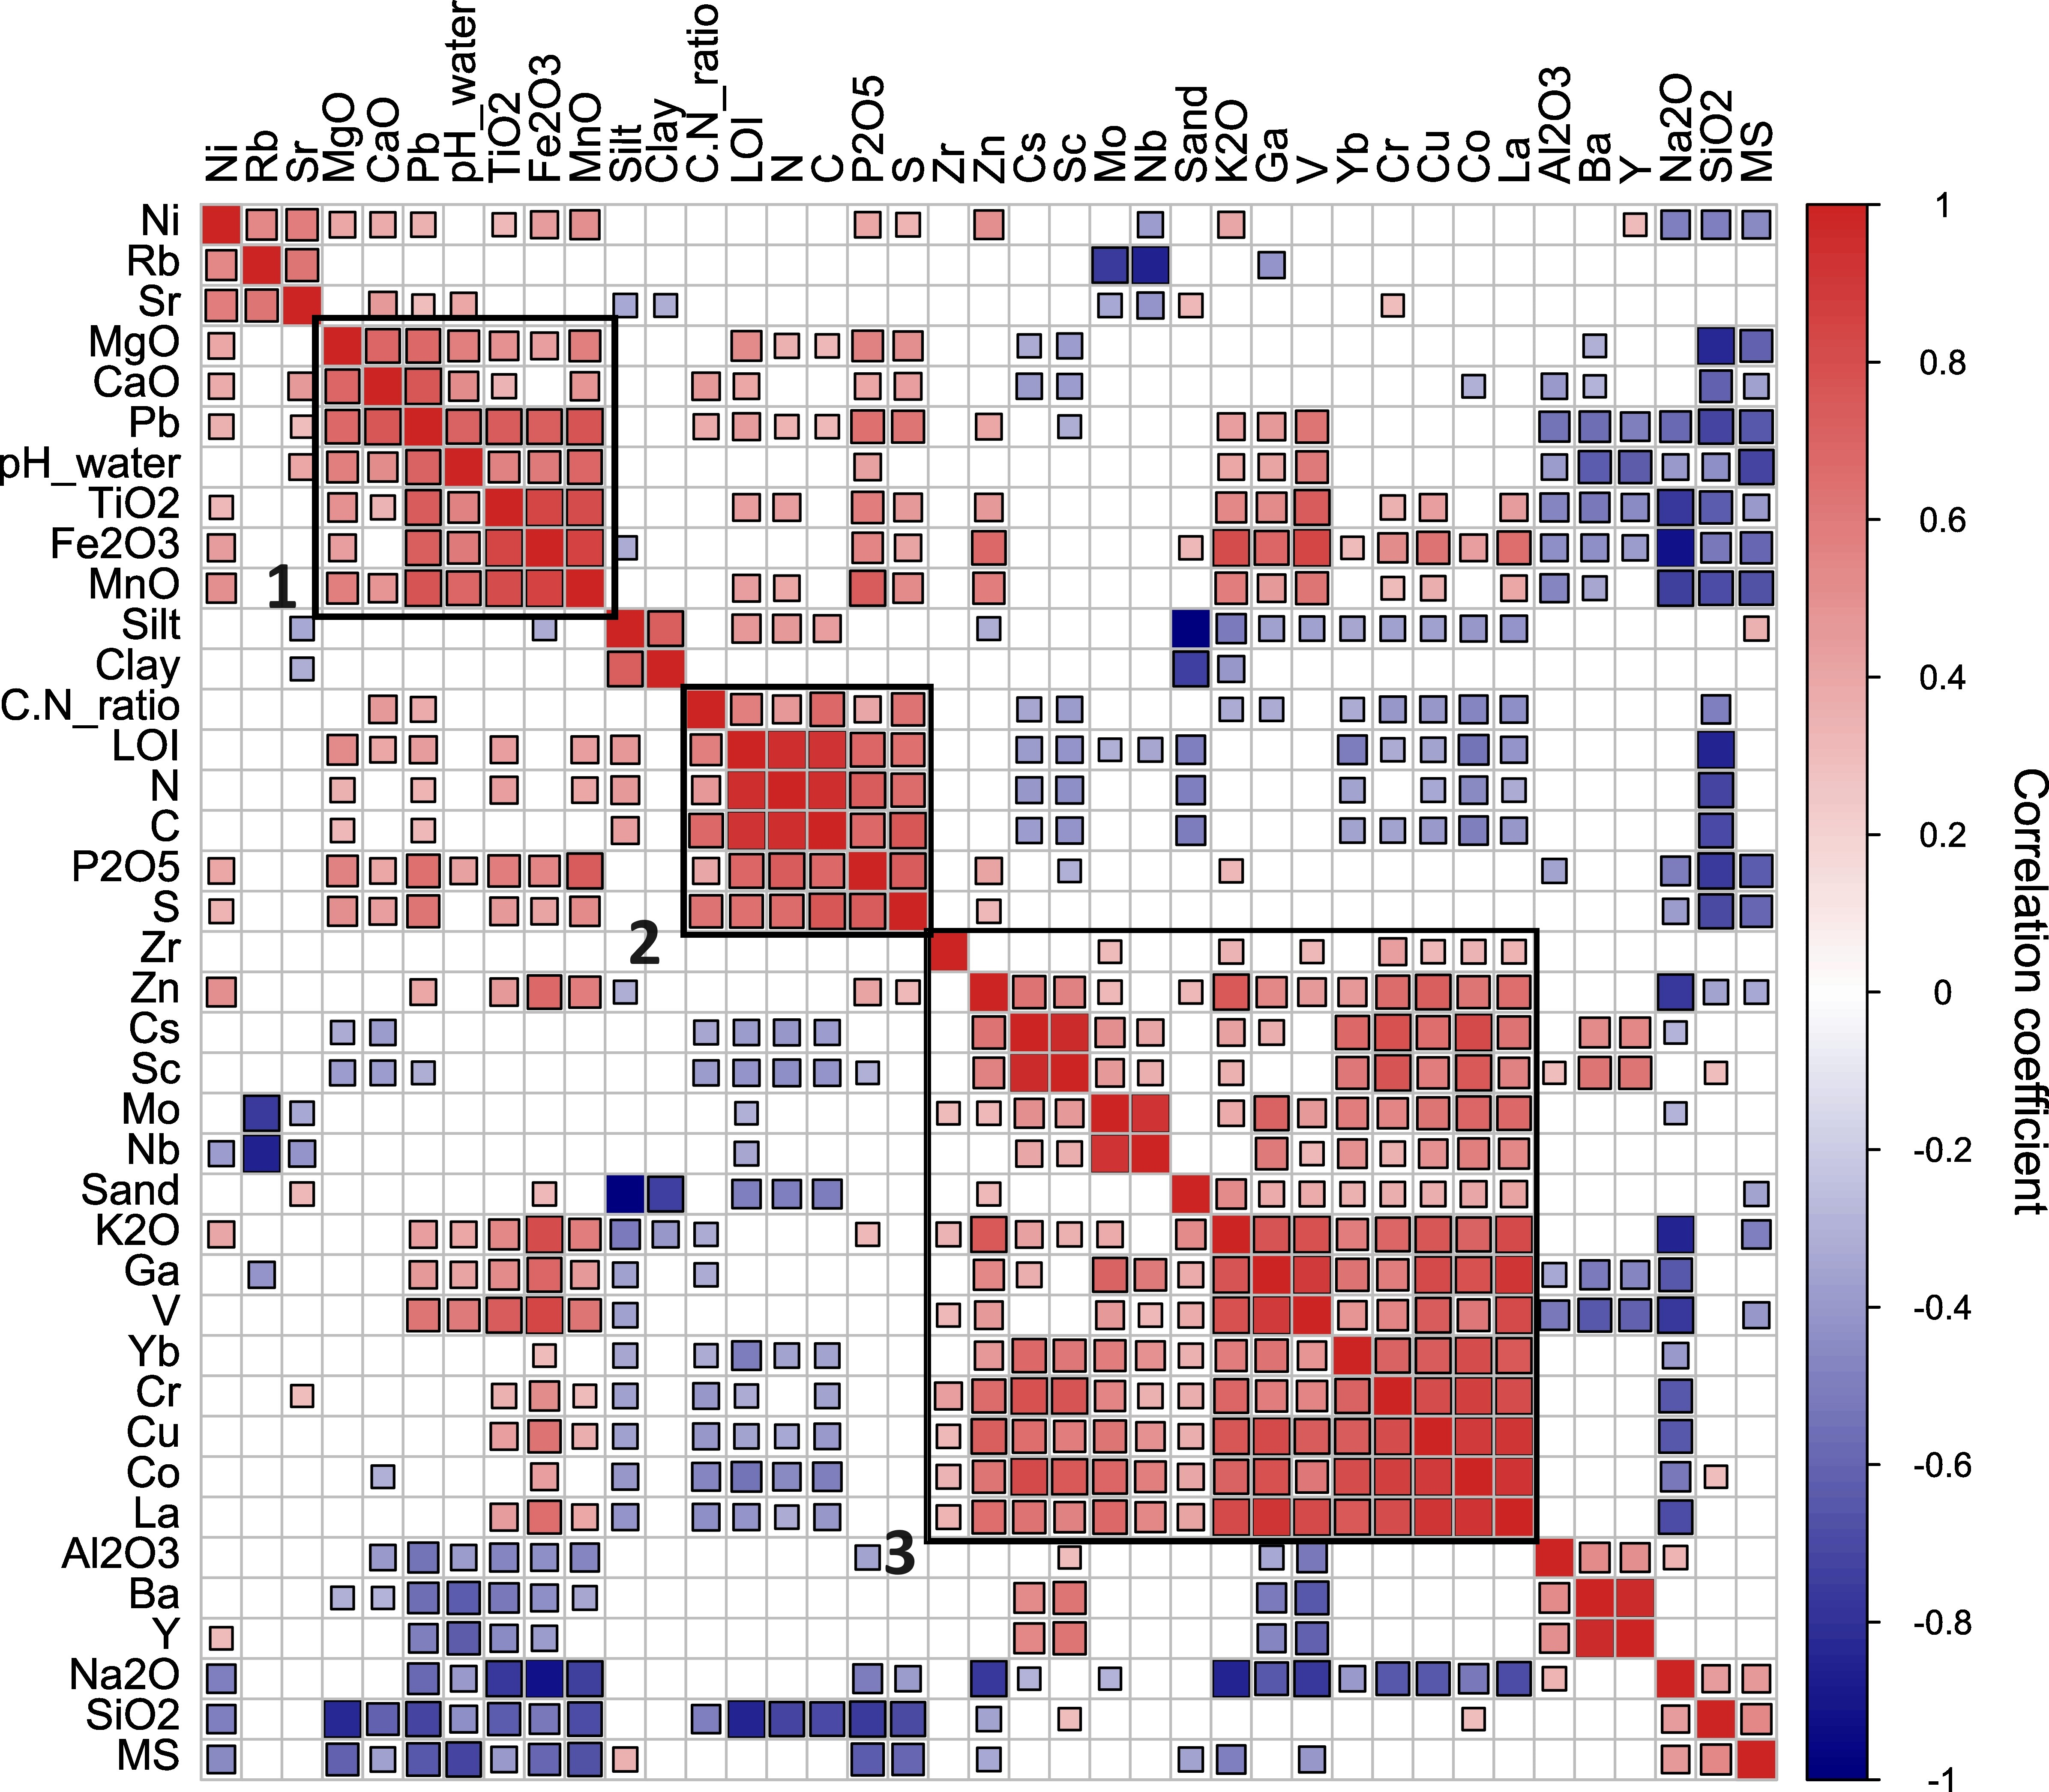 Ni Rb Sr MgO CaO Pb pH_water TiO2 Fe2O3 MnO Silt Clay C.N_ratio LOI N C P2O5 S Zr Zn Cs Sc Mo Nb Sand K2O Ga V Yb Cr Cu Co La Al2O3 Ba Y Na2O SiO2 MS
Ni
Rb
Sr
MgO
CaO
Pb
pH_water
TiO2
Fe2O3
MnO
1
Silt
Clay
C.N_ratio
LOI
N
C
P2O5
S
2
Zr
Zn
Cs
Sc
Mo
Nb
Sand
K2O
Ga
V
Yb
Cr
Cu
Co
La
Al2O3
3
Ba
Y
Na2O
SiO2
MS
1
0.8
0.6
0.4
0.2
0
-0.2
-0.4
-0.6
-0.8
-1
Correlation coefficient